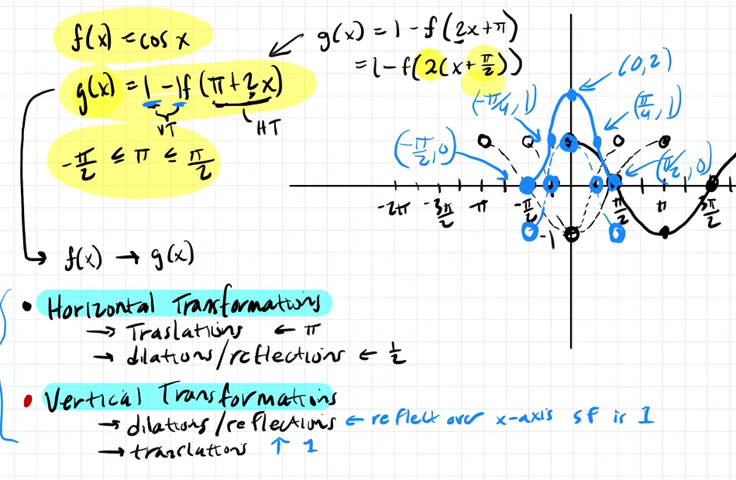 f(x) = cos x
g(x) = 1 - 1f (π + 2x)
VT
HT
-π/2 ≤ π ≤ π/2
g(x) = 1 - f(2x+π)
= 1 - f(2(x + π/2))
(0,2)
(-π/4, 1)
(π/4, 1)
(-π/2, 0)
(π/2, 0)
-2π -3π/2 π -π/2 π/2 π 3π/2
-1
f(x) → g(x)
• Horizontal Transformations
→ Traslations ← π
→ dilations/reflections ← 1/2
• Vertical Transformations
→ dilations/reflections ← reflect over x-axis sf is 1
→ translations ↑ 1